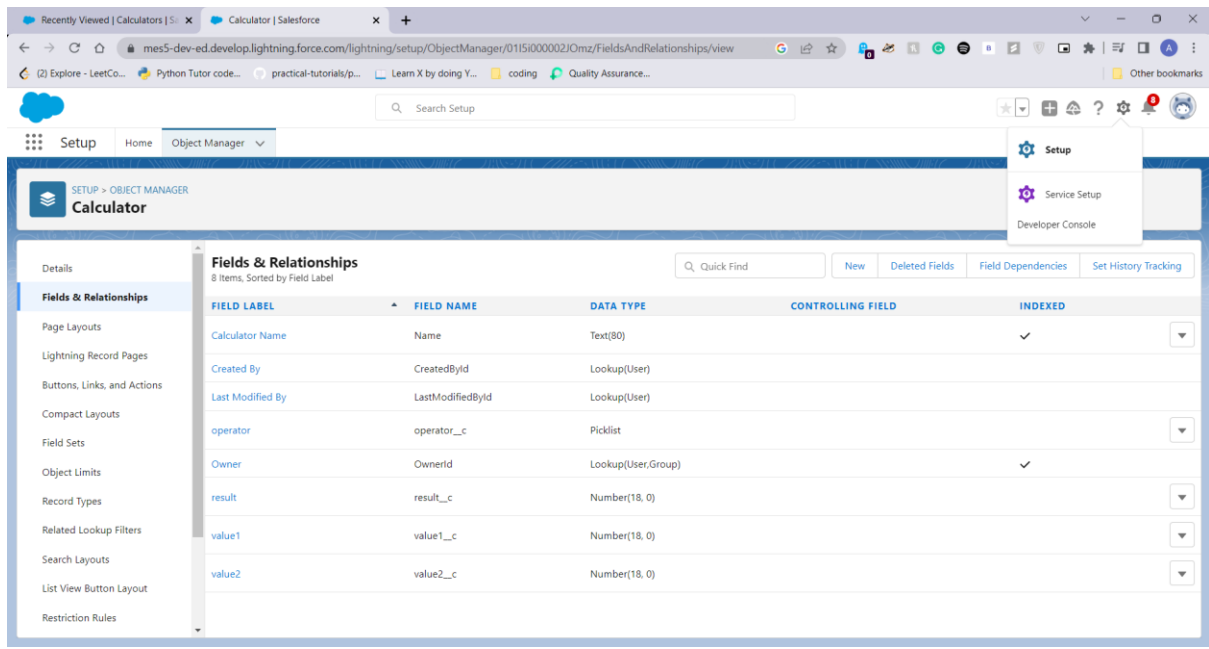 Recently Viewed | Calculators | Sa
Calculator | Salesforce
mes5-dev-ed.develop.lightning.force.com/lightning/setup/ObjectManager/01I5i000002JOmz/FieldsAndRelationships/view
(2) Explore - LeetCo...
Python Tutor code...
practical-tutorials/p...
Learn X by doing Y...
coding
Quality Assurance...
Other bookmarks
Search Setup
8
Setup
Home
Object Manager
Setup
Service Setup
Developer Console
SETUP > OBJECT MANAGER
Calculator
Details
Fields & Relationships
Page Layouts
Lightning Record Pages
Buttons, Links, and Actions
Compact Layouts
Field Sets
Object Limits
Record Types
Related Lookup Filters
Search Layouts
List View Button Layout
Restriction Rules
Fields & Relationships
8 Items, Sorted by Field Label
Quick Find
New
Deleted Fields
Field Dependencies
Set History Tracking
FIELD LABEL FIELD NAME DATA TYPE CONTROLLING FIELD INDEXED
Calculator Name Name Text(80)
Created By CreatedById Lookup(User)
Last Modified By LastModifiedById Lookup(User)
operator operator__c Picklist
Owner OwnerId Lookup(User,Group)
result result__c Number(18, 0)
value1 value1__c Number(18, 0)
value2 value2__c Number(18, 0)